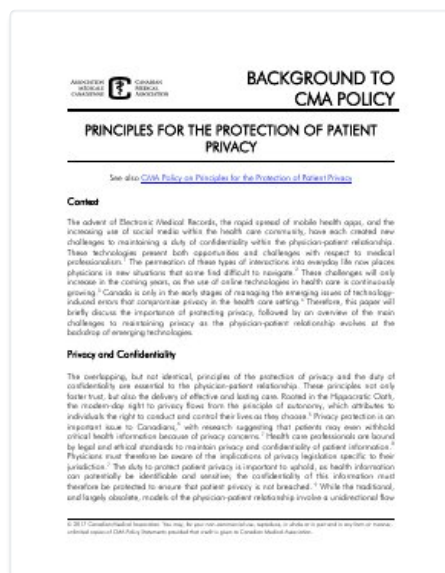 ASSOCIATION MÉDICALE CANADIENNE
CANADIAN MEDICAL ASSOCIATION
BACKGROUND TO
CMA POLICY
PRINCIPLES FOR THE PROTECTION OF PATIENT
PRIVACY
See also CMA Policy on Principles for the Protection of Patient Privacy
Context
The advent of Electronic Medical Records, the rapid spread of mobile health apps, and the
increasing use of social media within the health care community, have each created new
challenges to maintaining a duty of confidentiality within the physician-patient relationship.
These technologies present both opportunities and challenges with respect to medical
professionalism.1 The permeation of these types of interactions into everyday life now places
physicians in new situations that some find difficult to navigate.2 These challenges will only
increase in the coming years, as the use of online technologies in health care is continuously
growing.3 Canada is only in the early stages of managing the emerging issues of technology-
induced errors that compromise privacy in the health care setting.4 Therefore, this paper will
briefly discuss the importance of protecting privacy, followed by an overview of the main
challenges to maintaining privacy as the physician-patient relationship evolves at the
backdrop of emerging technologies.
Privacy and Confidentiality
The overlapping, but not identical, principles of the protection of privacy and the duty of
confidentiality are essential to the physician-patient relationship. These principles not only
foster trust, but also the delivery of effective and lasting care. Rooted in the Hippocratic Oath,
the modern-day right to privacy flows from the principle of autonomy, which attributes to
individuals the right to conduct and control their lives as they choose.5 Privacy protection is an
important issue to Canadians,6 with research suggesting that patients may even withhold
critical health information because of privacy concerns.7 Health care professionals are bound
by legal and ethical standards to maintain privacy and confidentiality of patient information.
Physicians must therefore be aware of the implications of privacy legislation specific to their
jurisdiction. The duty to protect patient privacy is important to uphold, as health information
can potentially be identifiable and sensitive; the confidentiality of this information must
therefore be protected to ensure that patient privacy is not breached. While the traditional,
and largely absolute, models of the physician-patient relationship involve a unidirectional flow
© 2017 Canadian Medical Association. You may, for your non-commercial use, reproduce, in whole or in part and in any form or manner,
unlimited copies of CMA Policy Statements provided that credit is given to Canadian Medical Association.